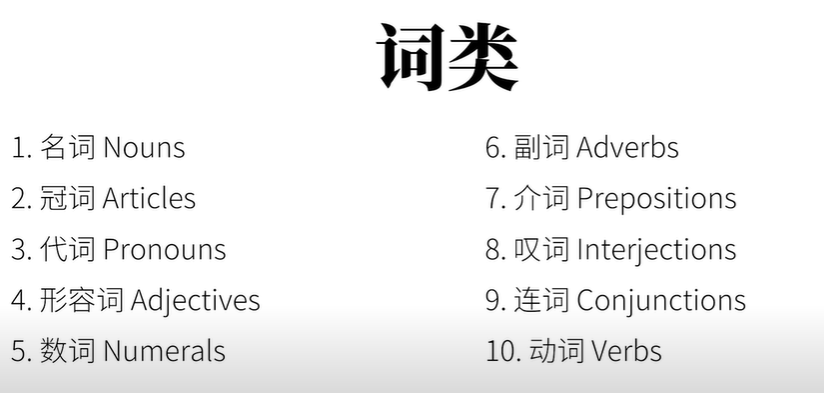 词类
1. 名词 Nouns
2. 冠词 Articles
3. 代词 Pronouns
4. 形容词 Adjectives
5. 数词 Numerals
6. 副词 Adverbs
7. 介词 Prepositions
8. 叹词 Interjections
9. 连词 Conjunctions
10. 动词 Verbs